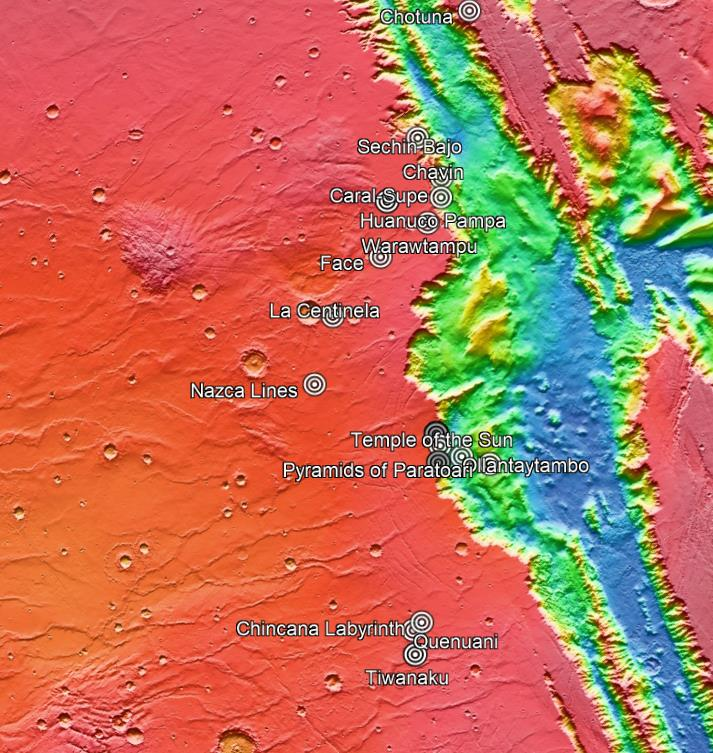 Chotuna
Sechin Bajo
Chavin
Caral Supe
Huanuco Pampa
Warawtampu
Face
La Centinela
Nazca Lines
Temple of the Sun
Pyramids of Paratoari
llantaytambo
Chincana Labyrinth
Quenuani
Tiwanaku